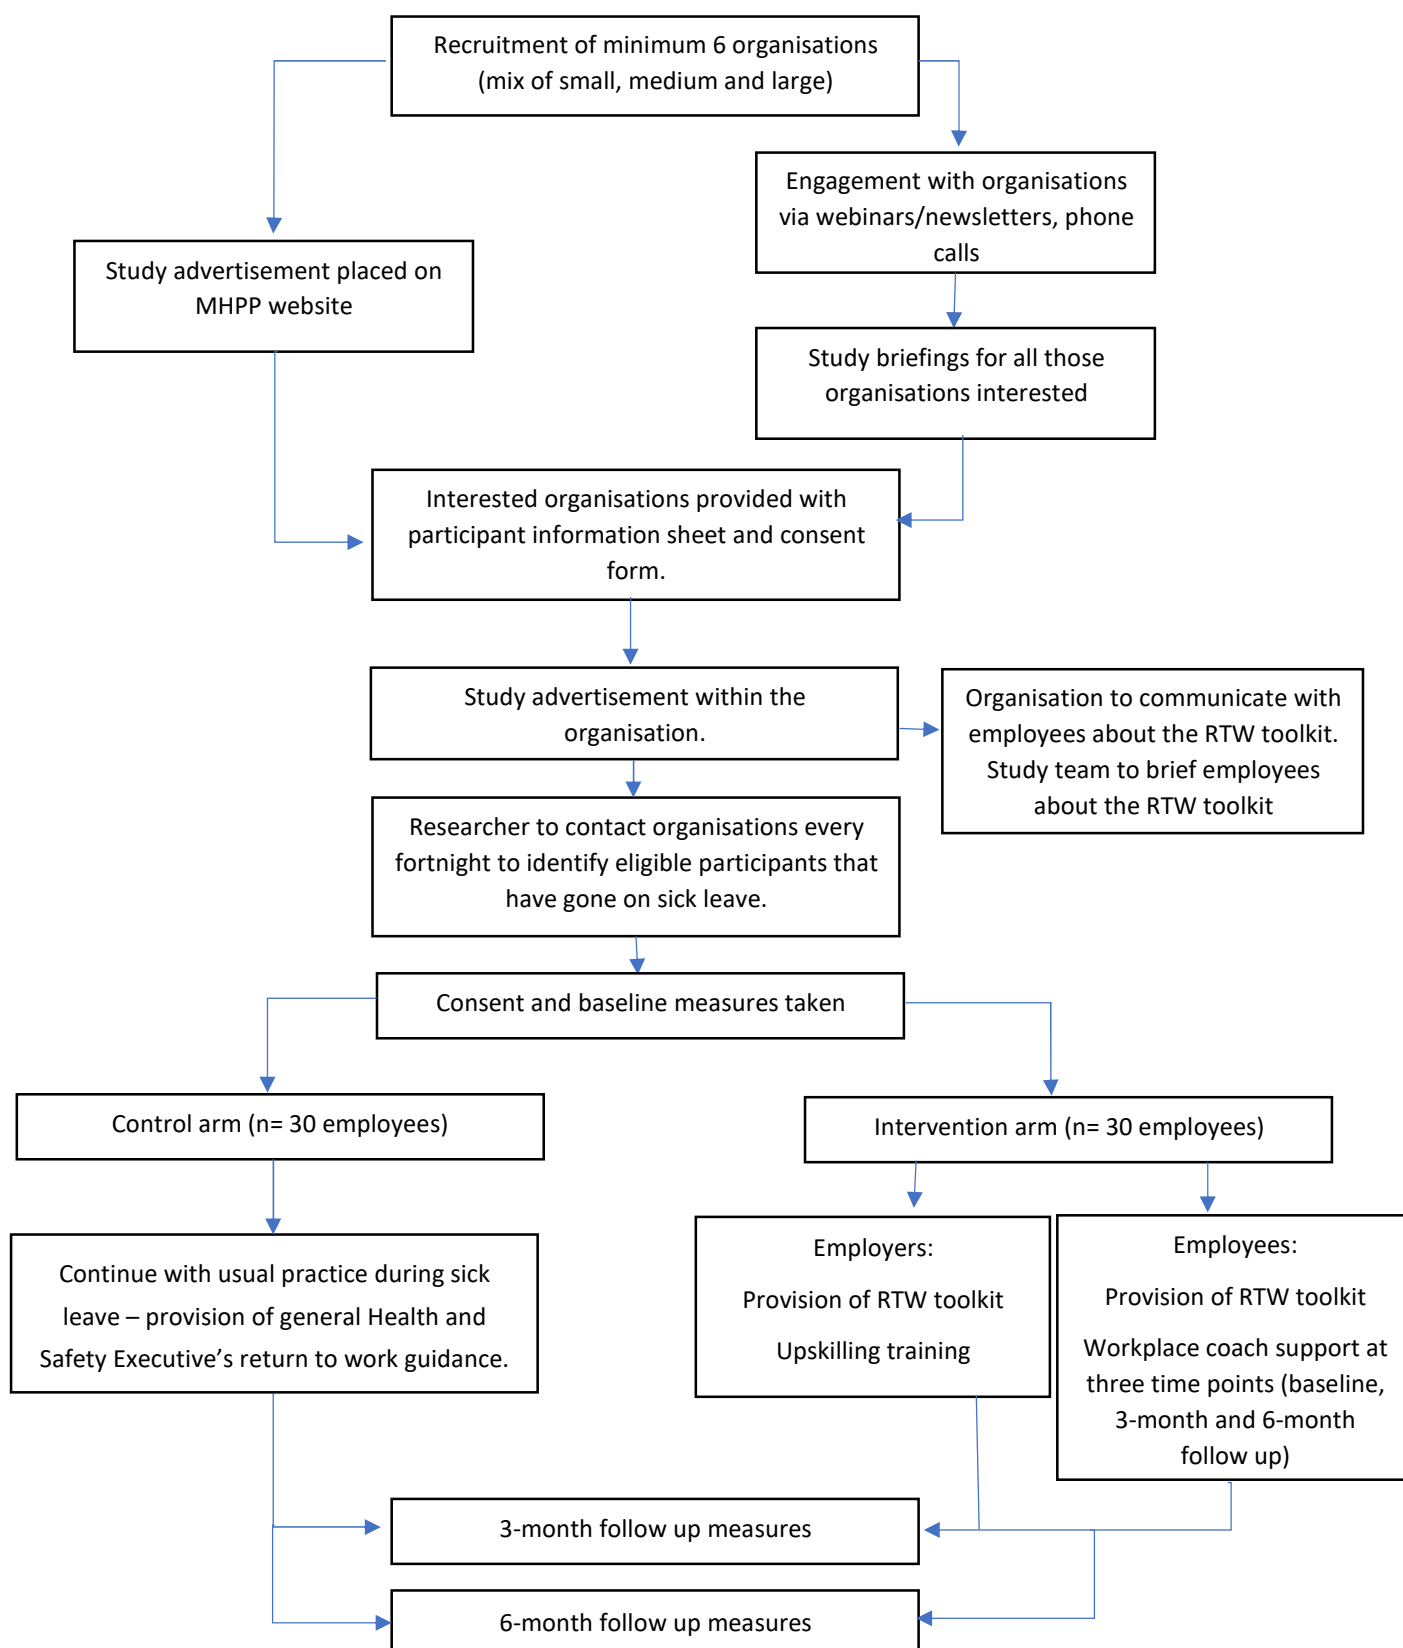 Recruitment of minimum 6 organisations
(mix of small, medium and large)
Engagement with organisations
via webinars/newsletters, phone
calls
Study advertisement placed on
MHPP website
Study briefings for all those
organisations interested
Interested organisations provided with
participant information sheet and consent
form.
Study advertisement within the
organisation.
Organisation to communicate with
employees about the RTW toolkit.
Study team to brief employees
about the RTW toolkit
Researcher to contact organisations every
fortnight to identify eligible participants that
have gone on sick leave.
Consent and baseline measures taken
Control arm (n= 30 employees)
Intervention arm (n= 30 employees)
Continue with usual practice during sick
leave – provision of general Health and
Safety Executive’s return to work guidance.
Employers:
Provision of RTW toolkit
Upskilling training
Employees:
Provision of RTW toolkit
Workplace coach support at
three time points (baseline,
3-month and 6-month
follow up)
3-month follow up measures
6-month follow up measures